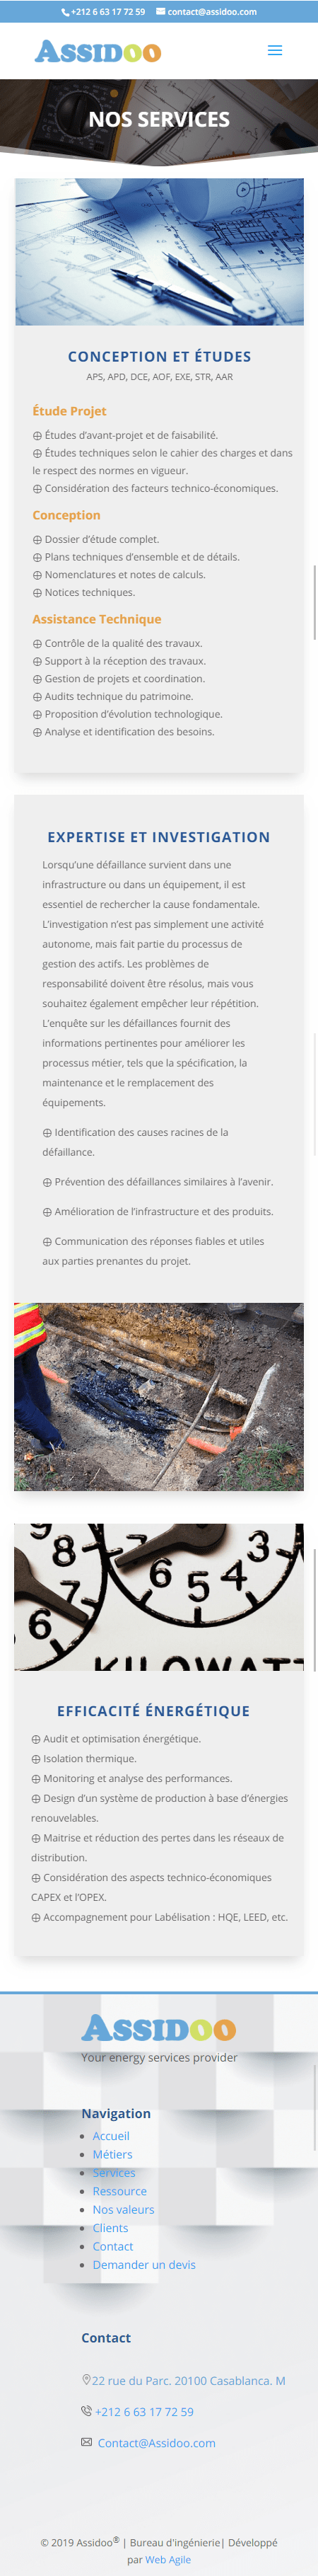 +212 6 63 17 72 59 contact@assidoo.com
ASSIDOO
NOS SERVICES
CONCEPTION ET ÉTUDES
APS, APD, DCE, AOF, EXE, STR, AAR
Étude Projet
⊕ Études d’avant-projet et de faisabilité.
⊕ Études techniques selon le cahier des charges et dans
le respect des normes en vigueur.
⊕ Considération des facteurs technico-économiques.
Conception
⊕ Dossier d’étude complet.
⊕ Plans techniques d’ensemble et de détails.
⊕ Nomenclatures et notes de calculs.
⊕ Notices techniques.
Assistance Technique
⊕ Contrôle de la qualité des travaux.
⊕ Support à la réception des travaux.
⊕ Gestion de projets et coordination.
⊕ Audits technique du patrimoine.
⊕ Proposition d’évolution technologique.
⊕ Analyse et identification des besoins.
EXPERTISE ET INVESTIGATION
Lorsqu’une défaillance survient dans une
infrastructure ou dans un équipement, il est
essentiel de rechercher la cause fondamentale.
L’investigation n’est pas simplement une activité
autonome, mais fait partie du processus de
gestion des actifs. Les problèmes de
responsabilité doivent être résolus, mais vous
souhaitez également empêcher leur répétition.
L’enquête sur les défaillances fournit des
informations pertinentes pour améliorer les
processus métier, tels que la spécification, la
maintenance et le remplacement des
équipements.
⊕ Identification des causes racines de la
défaillance.
⊕ Prévention des défaillances similaires à l’avenir.
⊕ Amélioration de l’infrastructure et des produits.
⊕ Communication des réponses fiables et utiles
aux parties prenantes du projet.
9 8 7 6
7 6 5 4 3
KILOWATT
EFFICACITÉ ÉNERGÉTIQUE
⊕ Audit et optimisation énergétique.
⊕ Isolation thermique.
⊕ Monitoring et analyse des performances.
⊕ Design d’un système de production à base d’énergies
renouvelables.
⊕ Maitrise et réduction des pertes dans les réseaux de
distribution.
⊕ Considération des aspects technico-économiques
CAPEX et l’OPEX.
⊕ Accompagnement pour Labélisation : HQE, LEED, etc.
ASSIDOO
Your energy services provider
Navigation
• Accueil
• Métiers
• Services
• Ressource
• Nos valeurs
• Clients
• Contact
• Demander un devis
Contact
22 rue du Parc. 20100 Casablanca. M
+212 6 63 17 72 59
Contact@Assidoo.com
© 2019 Assidoo® | Bureau d'ingénierie| Développé
par Web Agile